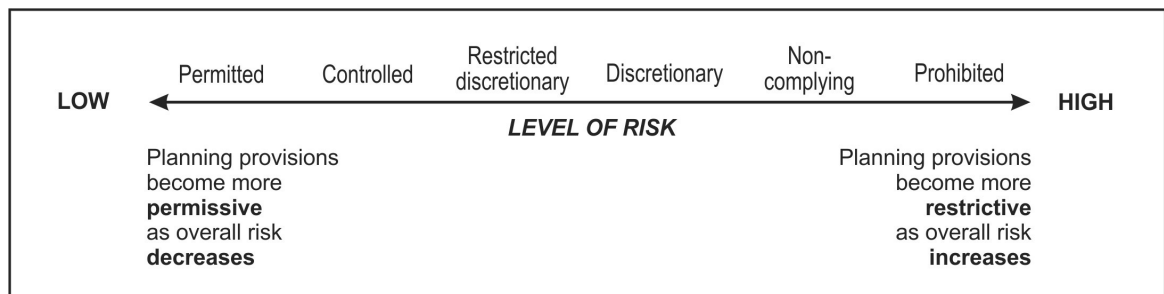 Permitted
Controlled
Restricted
discretionary
Discretionary
Non-
complying
Prohibited
LOW
HIGH
LEVEL OF RISK
Planning provisions
become more
permissive
as overall risk
decreases
Planning provisions
become more
restrictive
as overall risk
increases